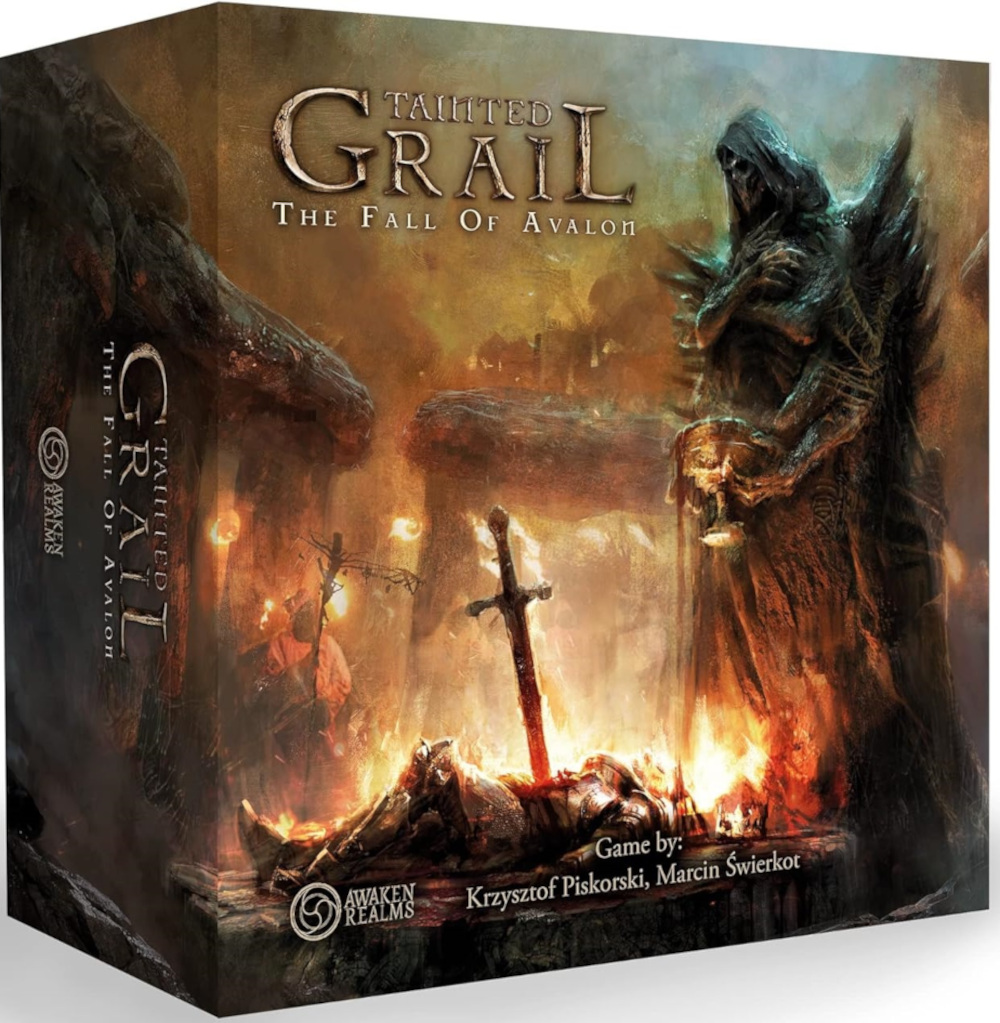 TAINTED
GRAIL
THE FALL OF AVALON
TAINTED
GRAIL
THE FALL OF AVALON
AWAKEN
REALMS
Game by:
Krzysztof Piskorski, Marcin Świerkot
AWAKEN
REALMS